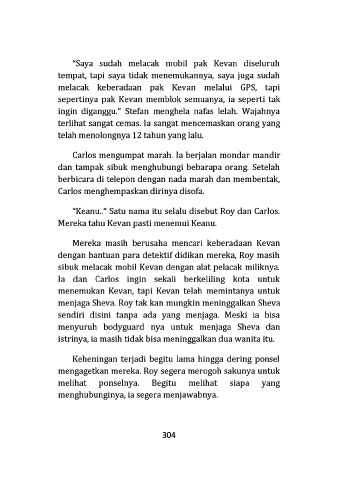 "Saya sudah melacak mobil pak Kevan diseluruh
tempat, tapi saya tidak menemukannya, saya juga sudah
melacak keberadaan pak Kevan melalui GPS, tapi
sepertinya pak Kevan memblok semuanya, ia seperti tak
ingin diganggu." Stefan menghela nafas lelah. Wajahnya
terlihat sangat cemas. Ia sangat mencemaskan orang yang
telah menolongnya 12 tahun yang lalu.
Carlos mengumpat marah. Ia berjalan mondar mandir
dan tampak sibuk menghubungi bebarapa orang. Setelah
berbicara di telepon dengan nada marah dan membentak,
Carlos menghempaskan dirinya disofa.
"Keanu.." Satu nama itu selalu disebut Roy dan Carlos.
Mereka tahu Kevan pasti menemui Keanu.
Mereka masih berusaha mencari keberadaan Kevan
dengan bantuan para detektif didikan mereka, Roy masih
sibuk melacak mobil Kevan dengan alat pelacak miliknya.
Ia dan Carlos ingin sekali berkeliling kota untuk
menemukan Kevan, tapi Kevan telah memintanya untuk
menjaga Sheva. Roy tak kan mungkin meninggalkan Sheva
sendiri disini tanpa ada yang menjaga. Meski ia bisa
menyuruh bodyguard nya untuk menjaga Sheva dan
istrinya, ia masih tidak bisa meninggalkan dua wanita itu.
Keheningan terjadi begitu lama hingga dering ponsel
mengagetkan mereka. Roy segera merogoh sakunya untuk
melihat ponselnya. Begitu melihat siapa yang
menghubunginya, ia segera menjawabnya.
304